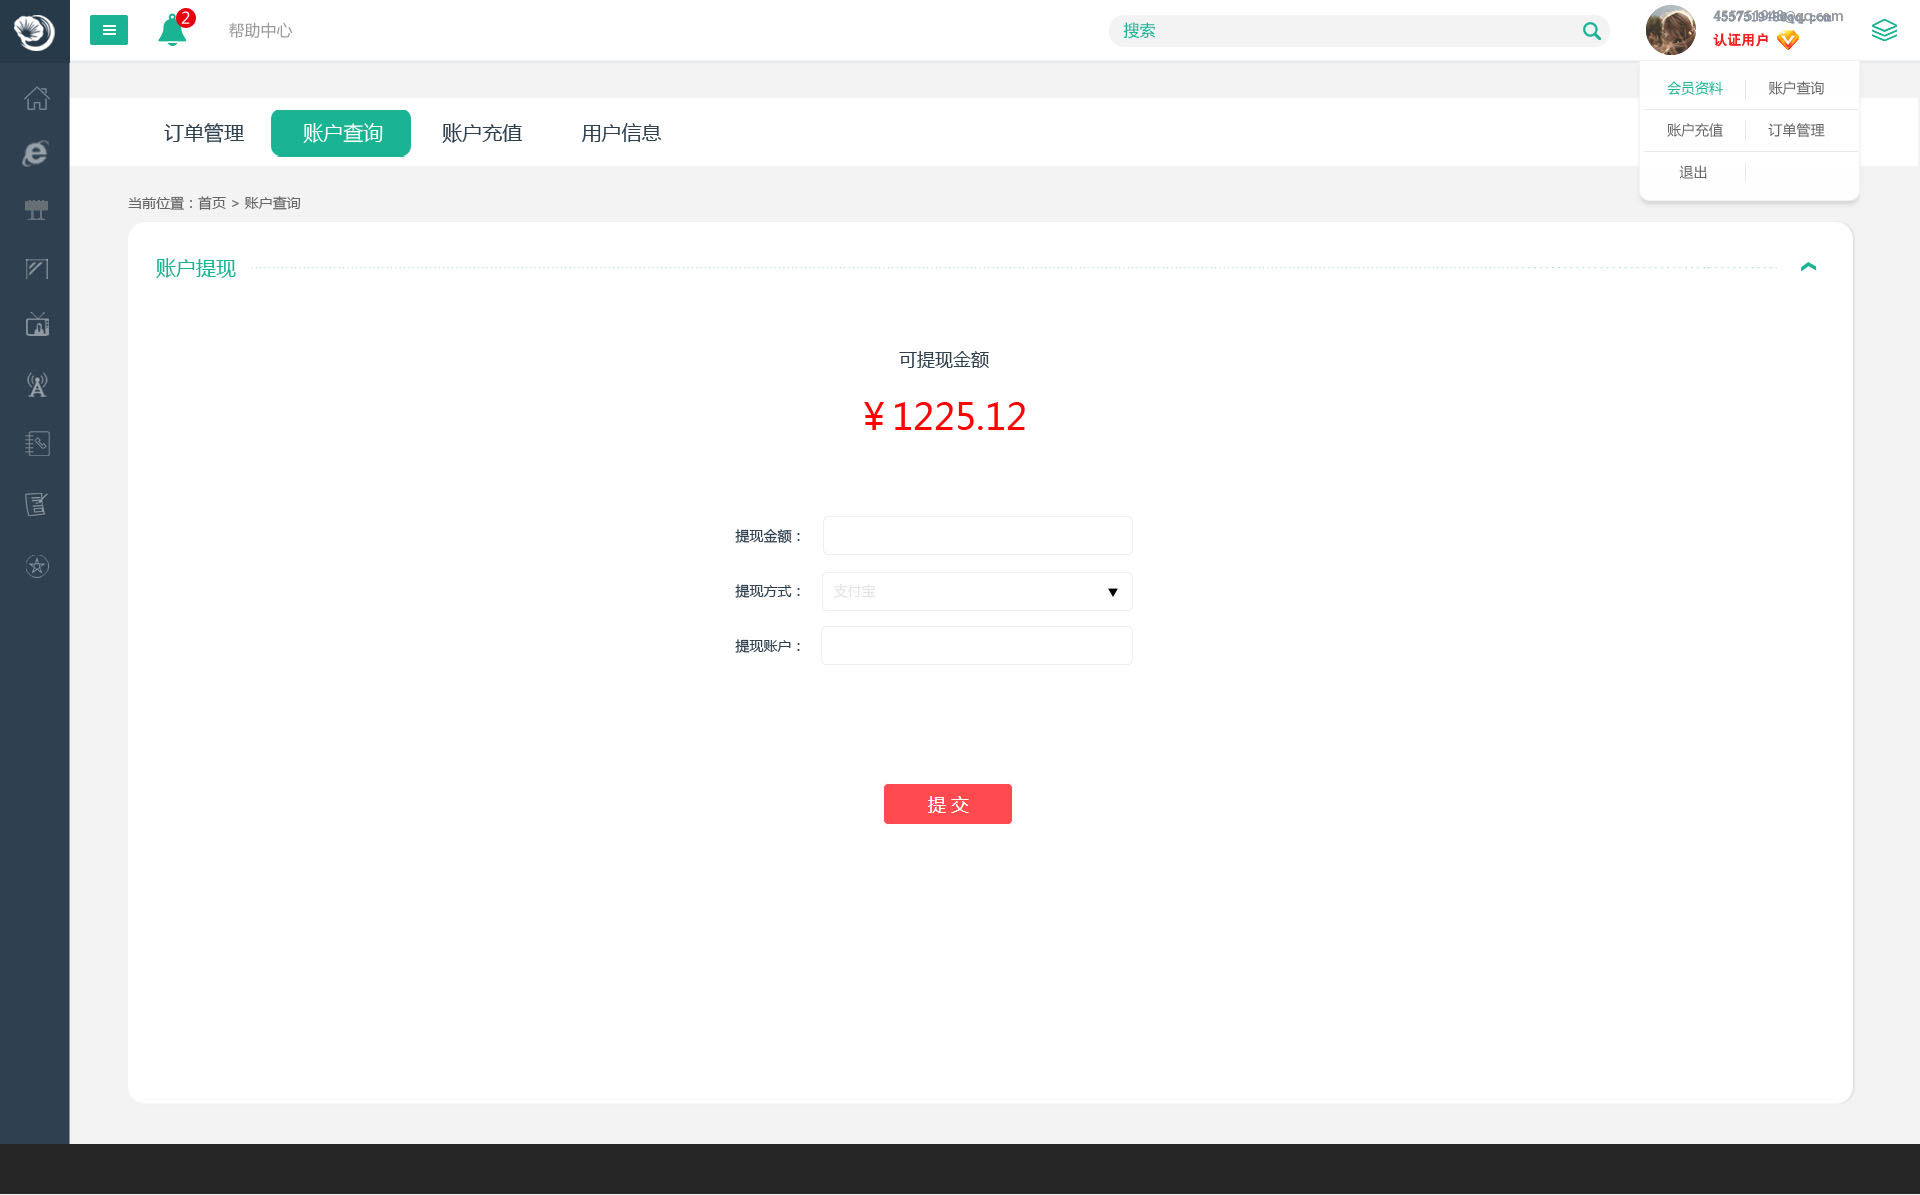 2
帮助中心
搜索
认证用户
会员资料 账户查询
账户充值 订单管理
退出
订单管理 账户查询 账户充值 用户信息
当前位置：首页 > 账户查询
账户提现
可提现金额
¥ 1225.12
提现金额：
提现方式： 支付宝
提现账户：
提 交